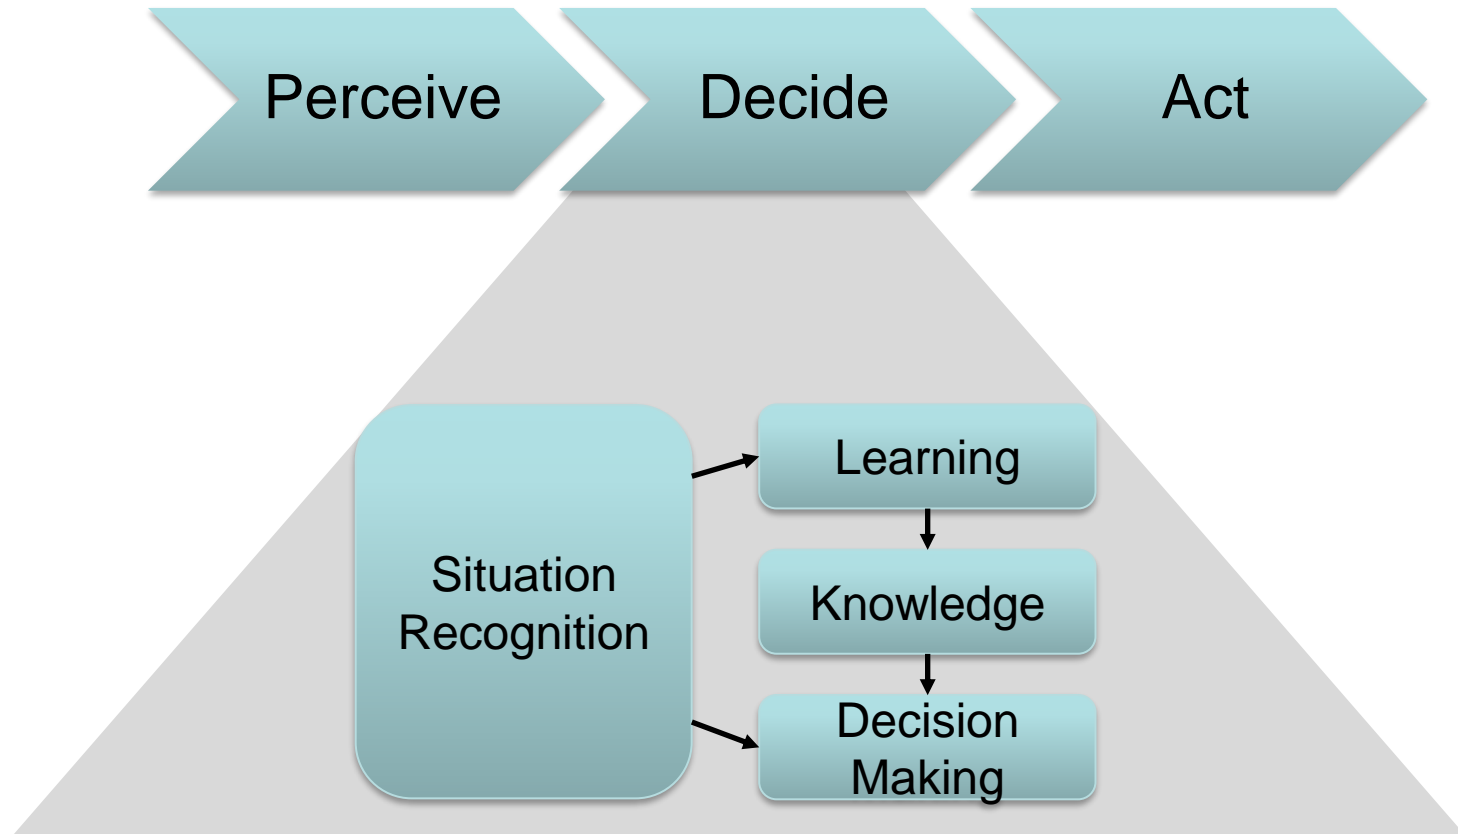 Perceive
Decide
Act
Situation
Recognition
Learning
Knowledge
Decision
Making